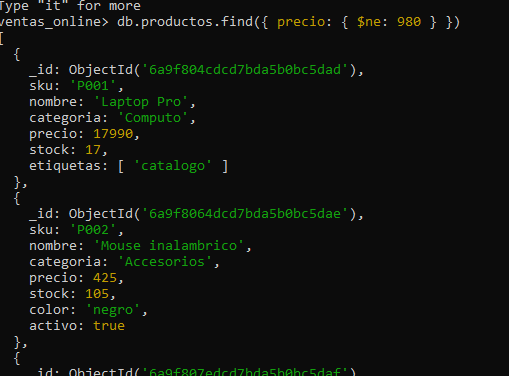 Type "it" for more
ventas_online> db.productos.find({ precio: { $ne: 980 } })
[
  {
    _id: ObjectId('6a9f804cdcd7bda5b0bc5dad'),
    sku: 'P001',
    nombre: 'Laptop Pro',
    categoria: 'Computo',
    precio: 17990,
    stock: 17,
    etiquetas: [ 'catalogo' ]
  },
  {
    _id: ObjectId('6a9f8064dcd7bda5b0bc5dae'),
    sku: 'P002',
    nombre: 'Mouse inalambrico',
    categoria: 'Accesorios',
    precio: 425,
    stock: 105,
    color: 'negro',
    activo: true
  },
  {
    _id: ObjectId('6a9f807edcd7bda5b0bc5daf')